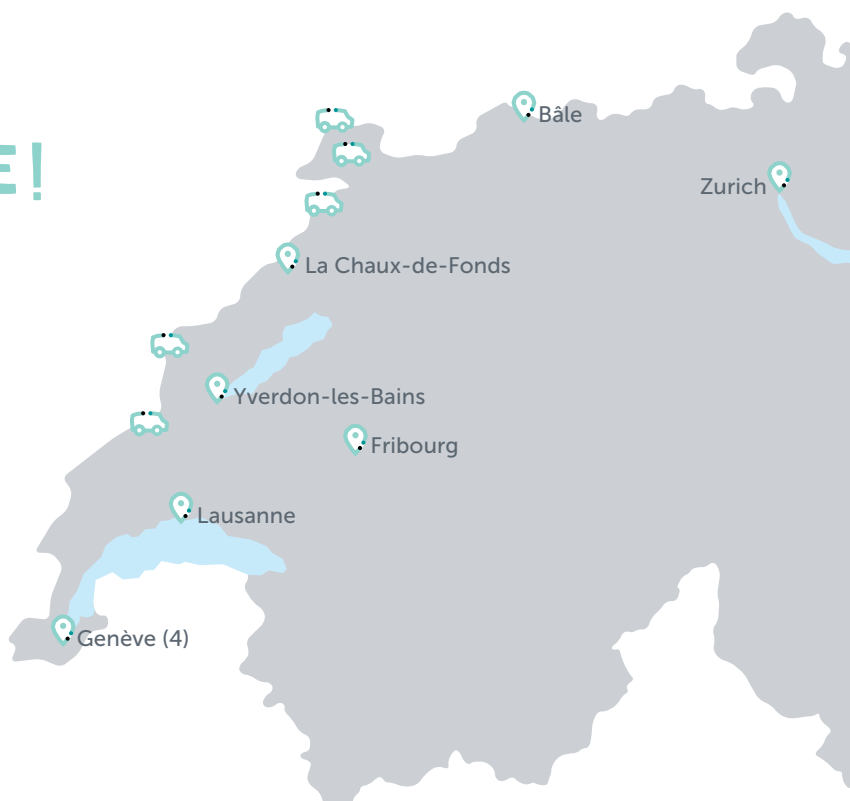 E!
Bâle
Zurich
La Chaux-de-Fonds
Yverdon-les-Bains
Fribourg
Lausanne
Genève (4)